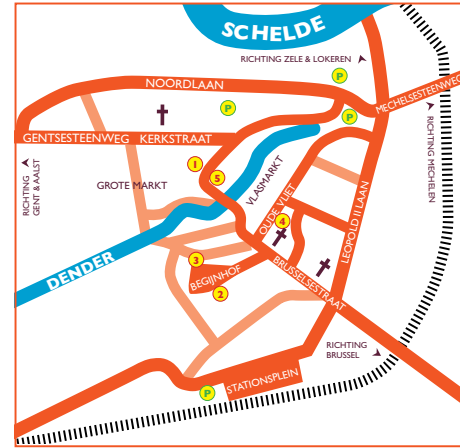 SCHELDE
RICHTING ZELE & LOKEREN
P
NOORDLAAN
P
P
MECHELSESTEENWEG
GENTSESTEENWEG KERKSTRAAT
RICHTING MECHELEN
RICHTING
GENT & AALST
1
5
GROTE MARKT
VLASMARKT
OUDE VLIET
4
LEOPOLD II LAAN
DENDER
3
BEGIJNHOF
2
BRUSSELSESTRAAT
RICHTING
BRUSSEL
P
STATIONSPLEIN